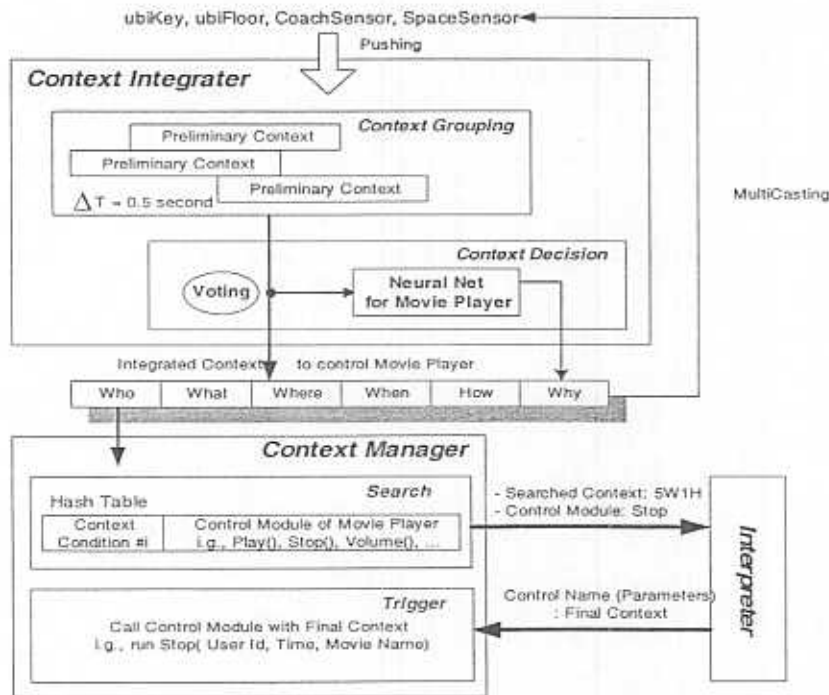 ubiKey, ubiFloor, CoachSensor, SpaceSensor
Pushing
Context Integrater
Context Grouping
Preliminary Context
Preliminary Context
Preliminary Context
Δ T = 0.5 second
MultiCasting
Context Decision
Voting
Neural Net
for Movie Player
Integrated Context to control Movie Player
Who What Where When How Why
Context Manager
Search
Hash Table
Context
Condition #i
Control Module of Movie Player
i.g., Play(), Stop(), Volume(), ...
- Searched Context: 5W1H
- Control Module: Stop
Interpreter
Control Name (Parameters)
: Final Context
Trigger
Call Control Module with Final Context
i.g., run Stop( User Id, Time, Movie Name)